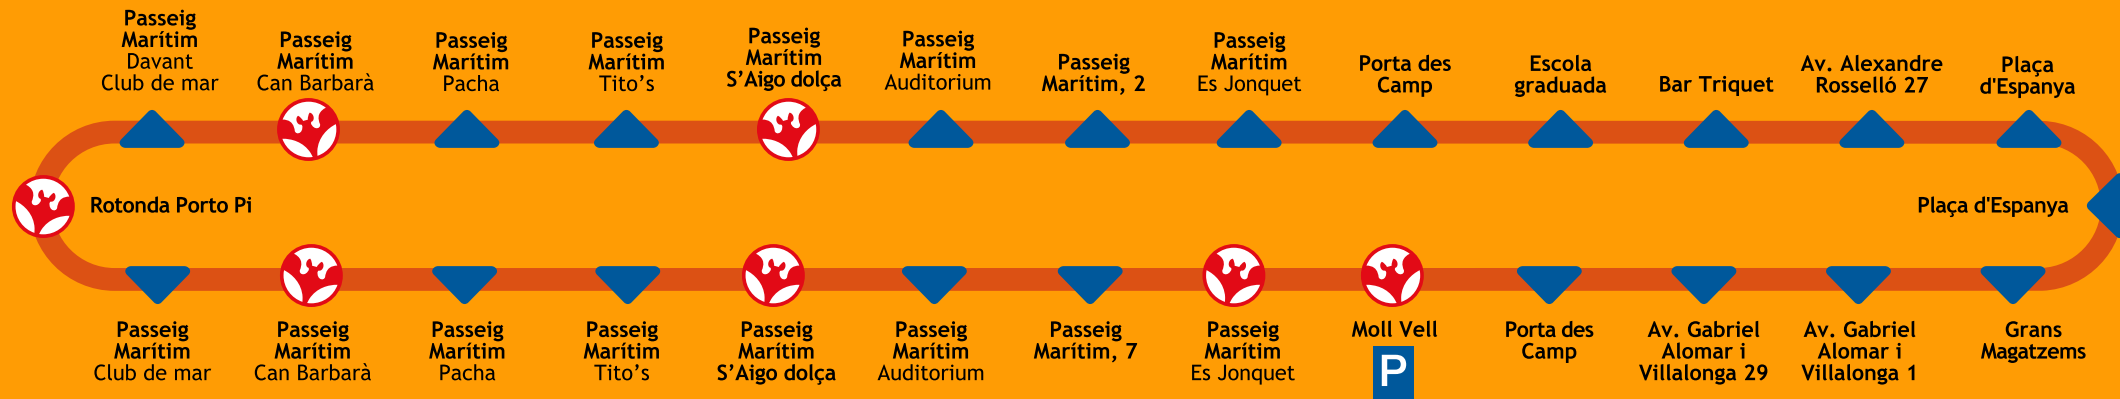 Passeig
Marítim
Davant
Club de mar
Passeig
Marítim
Can Barbarà
Passeig
Marítim
Pacha
Passeig
Marítim
Tito's
Passeig
Marítim
S'Aigo dolça
Passeig
Marítim
Auditorium
Passeig
Marítim, 2
Passeig
Marítim
Es Jonquet
Porta des
Camp
Escola
graduada
Bar Triquet
Av. Alexandre
Rosselló 27
Plaça
d'Espanya
Rotonda Porto Pi
Plaça d'Espanya
Passeig
Marítim
Club de mar
Passeig
Marítim
Can Barbarà
Passeig
Marítim
Pacha
Passeig
Marítim
Tito's
Passeig
Marítim
S'Aigo dolça
Passeig
Marítim
Auditorium
Passeig
Marítim, 7
Passeig
Marítim
Es Jonquet
Moll Vell
P
Porta des
Camp
Av. Gabriel
Alomar i
Villalonga 29
Av. Gabriel
Alomar i
Villalonga 1
Grans
Magatzems